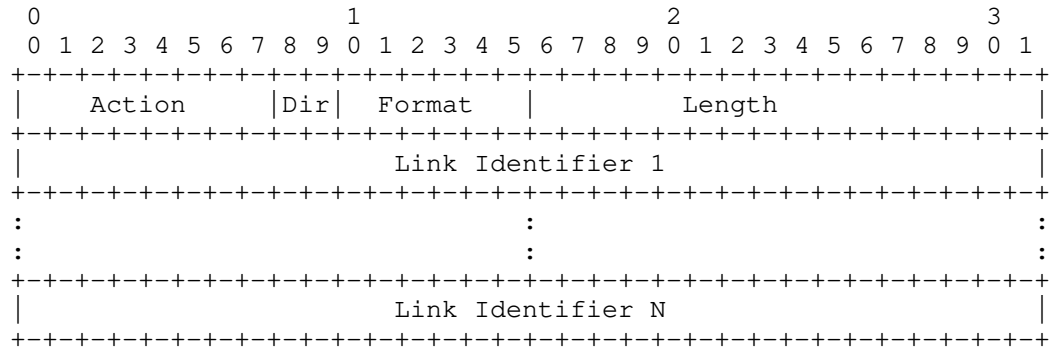 0                   1                   2                   3
 0 1 2 3 4 5 6 7 8 9 0 1 2 3 4 5 6 7 8 9 0 1 2 3 4 5 6 7 8 9 0 1
+-+-+-+-+-+-+-+-+-+-+-+-+-+-+-+-+-+-+-+-+-+-+-+-+-+-+-+-+-+-+-+-+
|    Action     |Dir|  Format   |         Length                |
+-+-+-+-+-+-+-+-+-+-+-+-+-+-+-+-+-+-+-+-+-+-+-+-+-+-+-+-+-+-+-+-+
|                       Link Identifier 1                       |
+-+-+-+-+-+-+-+-+-+-+-+-+-+-+-+-+-+-+-+-+-+-+-+-+-+-+-+-+-+-+-+-+
:                               :                               :
:                               :                               :
+-+-+-+-+-+-+-+-+-+-+-+-+-+-+-+-+-+-+-+-+-+-+-+-+-+-+-+-+-+-+-+-+
|                       Link Identifier N                       |
+-+-+-+-+-+-+-+-+-+-+-+-+-+-+-+-+-+-+-+-+-+-+-+-+-+-+-+-+-+-+-+-+